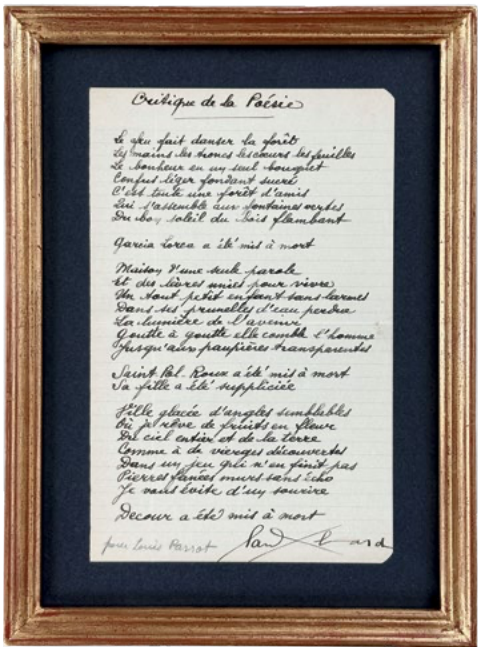 Critique de la Poésie
Le feu fait danser la forêt
Les mains les troncs les cœurs les feuilles
Le bonheur en un seul bouquet
Confus léger fondant sucré
C'est toute une forêt d'amis
Qui s'assemble aux fontaines vertes
Du bon soleil du bois flambant
Garcia Lorca a été mis à mort
Maison d'une seule parole
Et des lèvres unies pour vivre
Un tout petit enfant sans larmes
Dans ses prunelles d'eau perdue
La lumière de l'avenir
Goutte à goutte elle comble l'homme
Jusqu'aux paupières transparentes
Saint-Pol-Roux a été mis à mort
Sa fille a été suppliciée
Ville glacée d'angles semblables
Où je rêve de fruits en fleur
Du ciel entier et de la terre
Comme à de vierges découvertes
Dans un jeu qui n'en finit pas
Pierres fanées murs sans écho
Je vous évite d'un sourire
Decour a été mis à mort
pour Louis Parrot
Paul Eluard